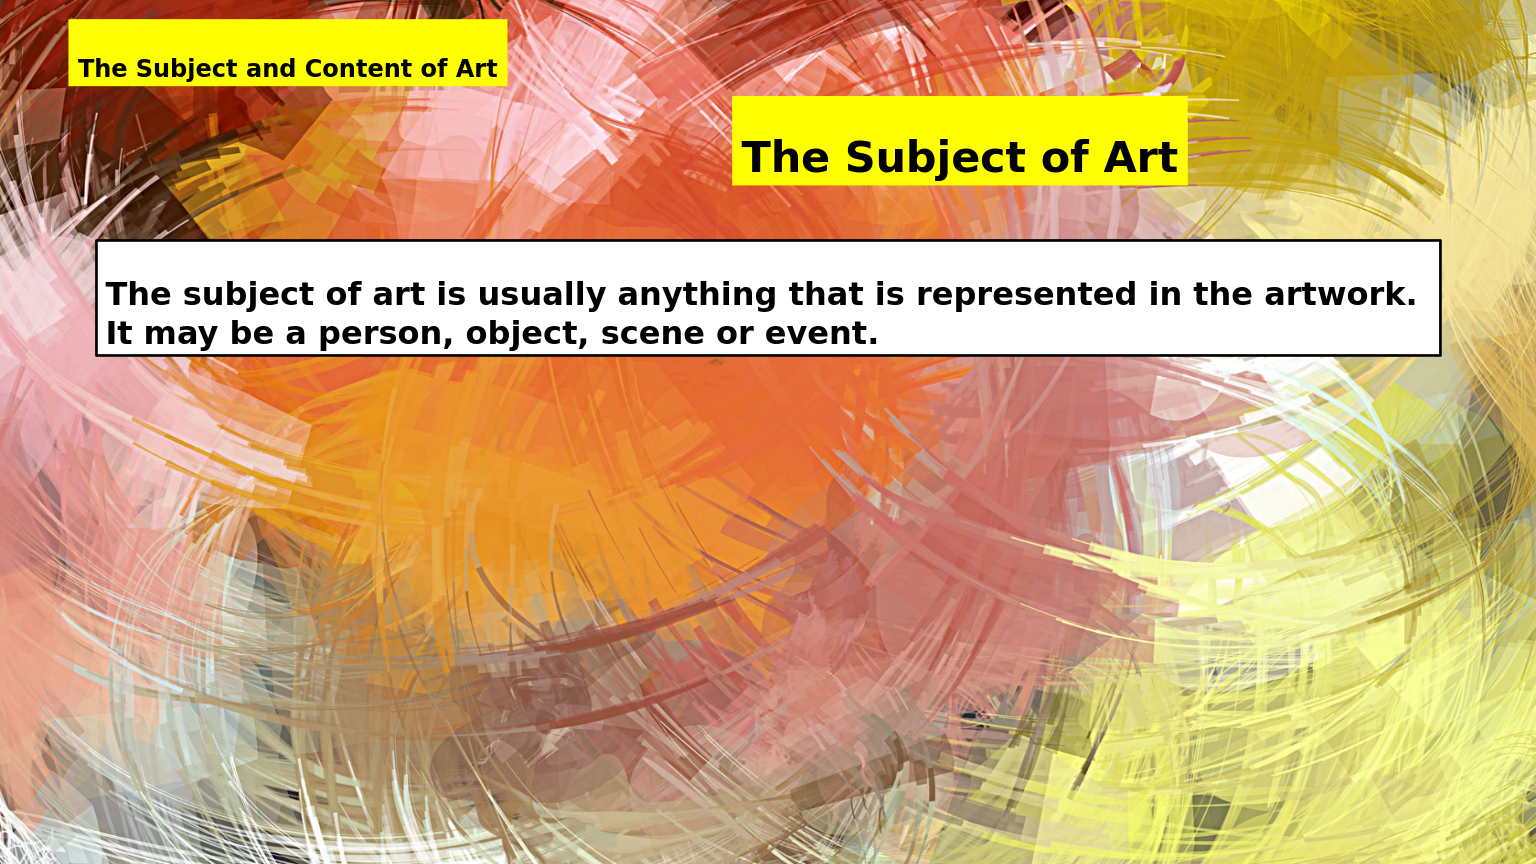 The Subject and Content of Art
The Subject of Art
The subject of art is usually anything that is represented in the artwork.
It may be a person, object, scene or event.